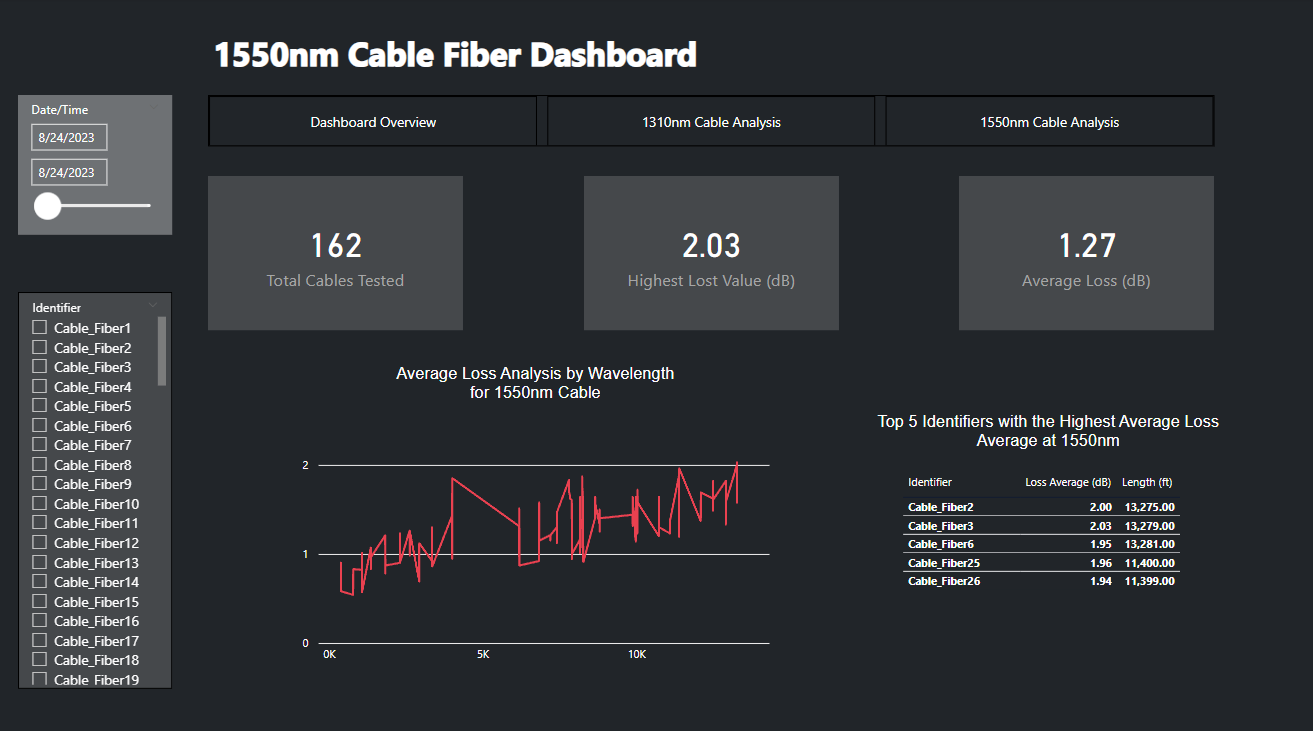 1550nm Cable Fiber Dashboard
Date/Time
8/24/2023
8/24/2023
Dashboard Overview
1310nm Cable Analysis
1550nm Cable Analysis
162
Total Cables Tested
2.03
Highest Lost Value (dB)
1.27
Average Loss (dB)
Identifier
Cable_Fiber1
Cable_Fiber2
Cable_Fiber3
Cable_Fiber4
Cable_Fiber5
Cable_Fiber6
Cable_Fiber7
Cable_Fiber8
Cable_Fiber9
Cable_Fiber10
Cable_Fiber11
Cable_Fiber12
Cable_Fiber13
Cable_Fiber14
Cable_Fiber15
Cable_Fiber16
Cable_Fiber17
Cable_Fiber18
Cable_Fiber19
Average Loss Analysis by Wavelength
for 1550nm Cable
2
1
0
0K 5K 10K
Top 5 Identifiers with the Highest Average Loss
Average at 1550nm
Identifier Loss Average (dB) Length (ft)
Cable_Fiber2 2.00 13,275.00
Cable_Fiber3 2.03 13,279.00
Cable_Fiber6 1.95 13,281.00
Cable_Fiber25 1.96 11,400.00
Cable_Fiber26 1.94 11,399.00